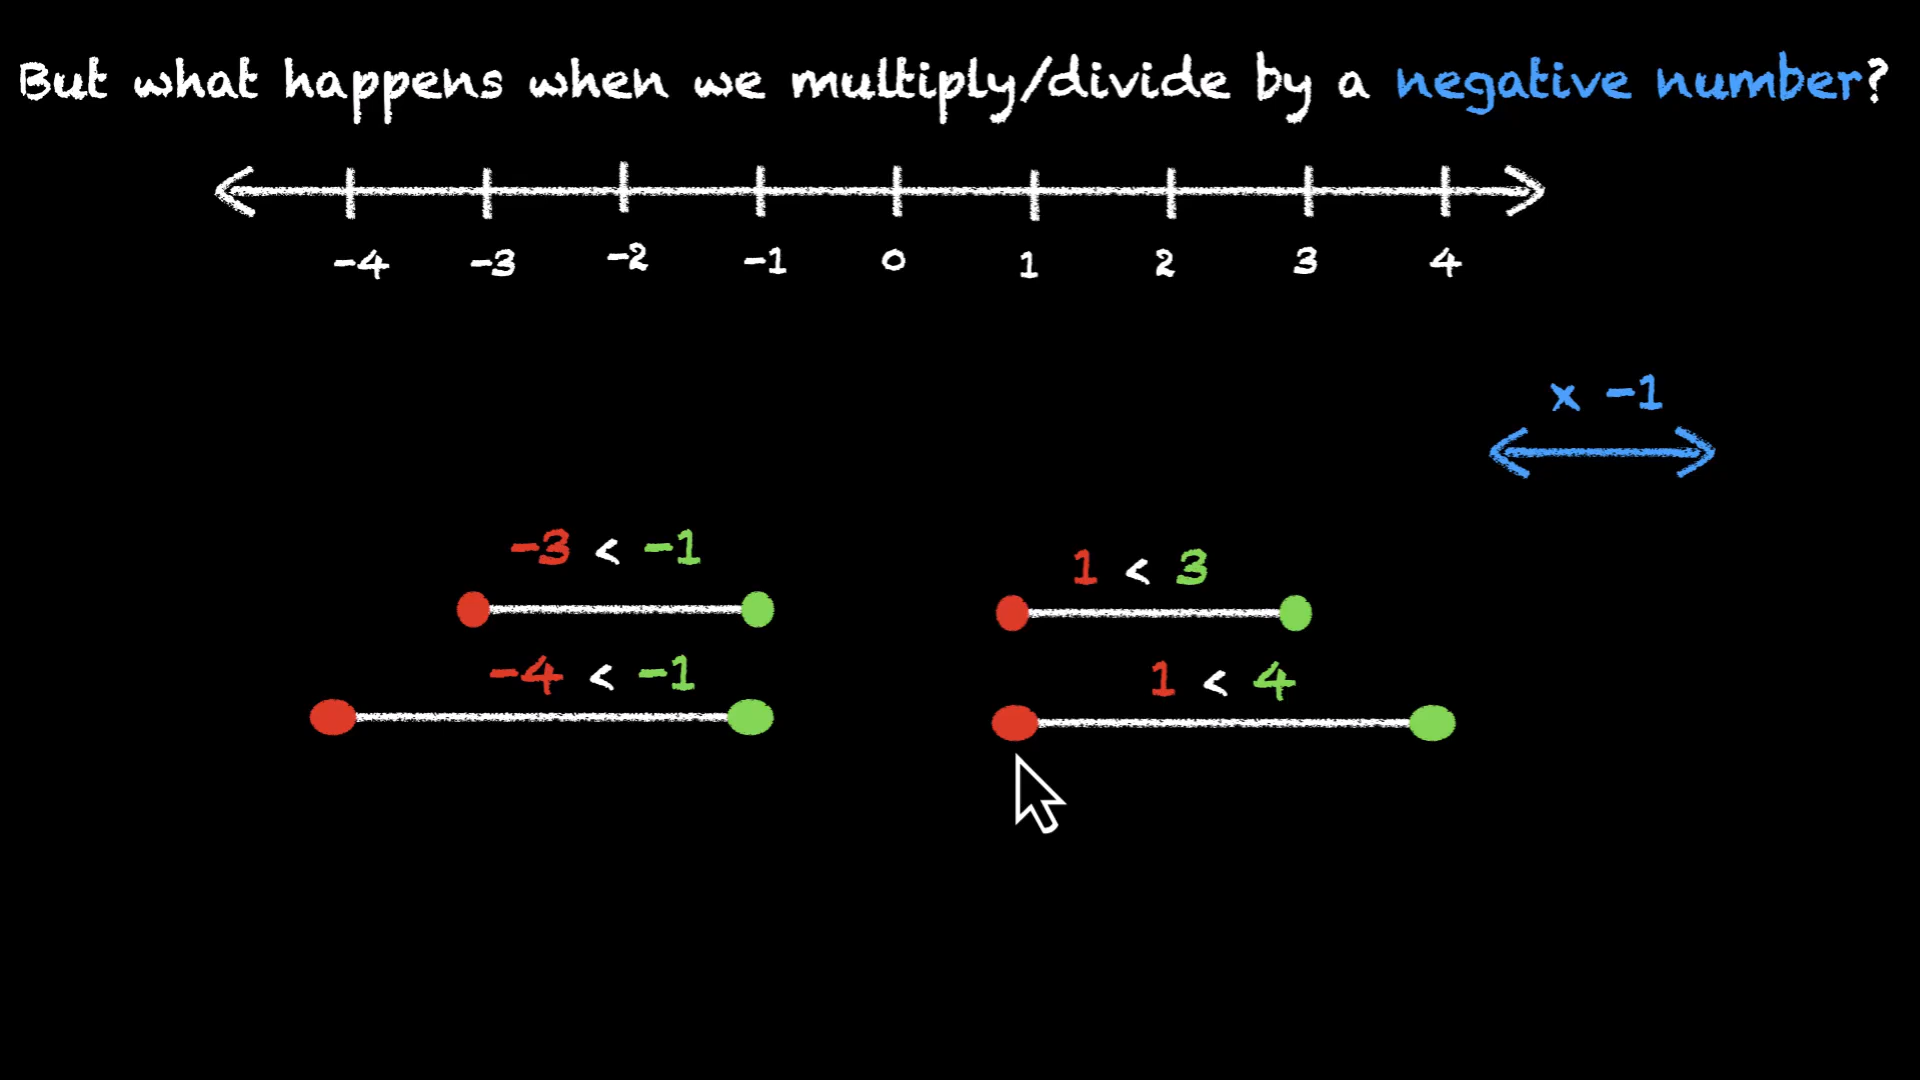 But what happens when we multiply/divide by a negative number?
-4 -3 -2 -1 0 1 2 3 4
x -1
-3 < -1
1 < 3
-4 < -1
1 < 4